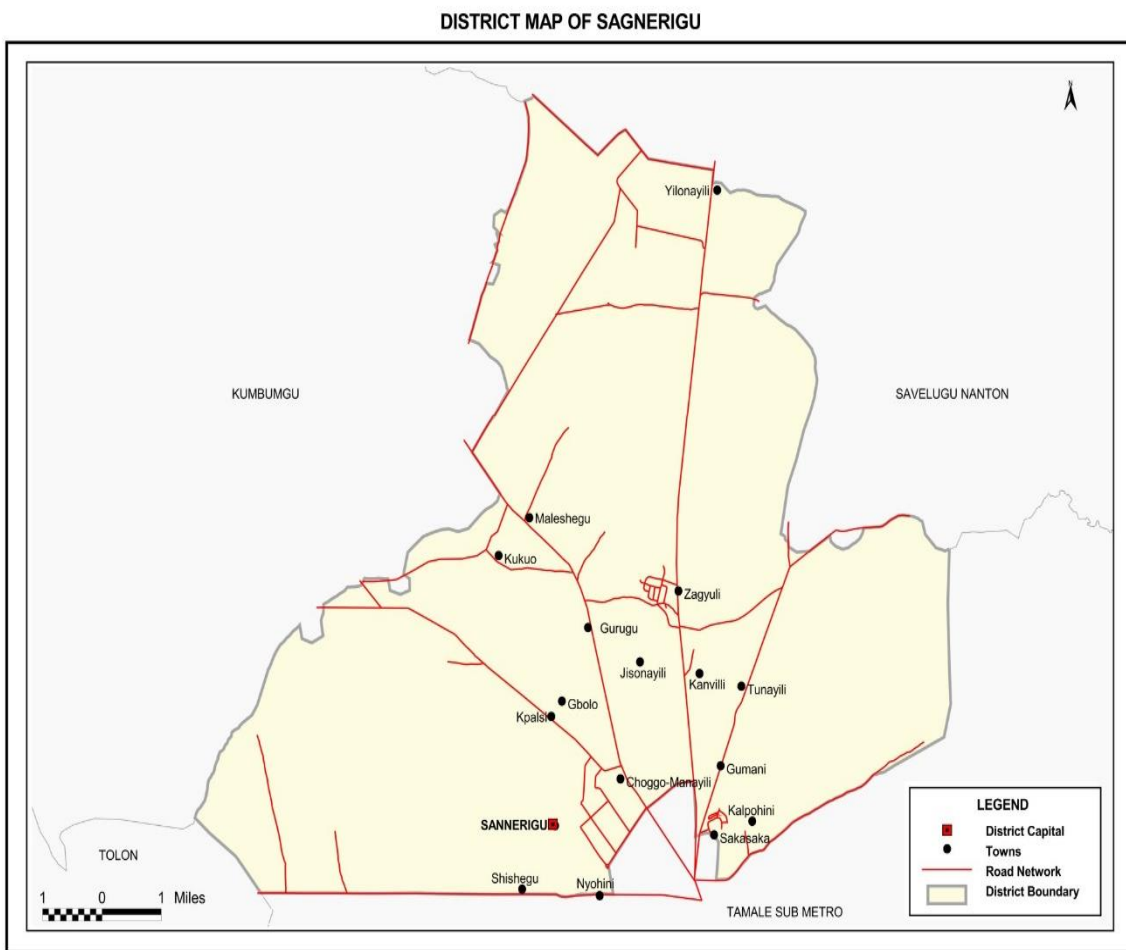 DISTRICT MAP OF SAGNERIGU
N
Yilonayili
KUMBUMGU
SAVELUGU NANTON
Maleshegu
Kukuo
Zagyuli
Gurugu
Jisonayili
Kanvilli
Tunayili
Gbolo
Kpalsi
Gumani
Choggo-Manayili
Kalpohini
SANNERIGU
Sakasaka
TOLON
Shishegu
Nyohini
TAMALE SUB METRO
1 0 1 Miles
LEGEND
District Capital
Towns
Road Network
District Boundary